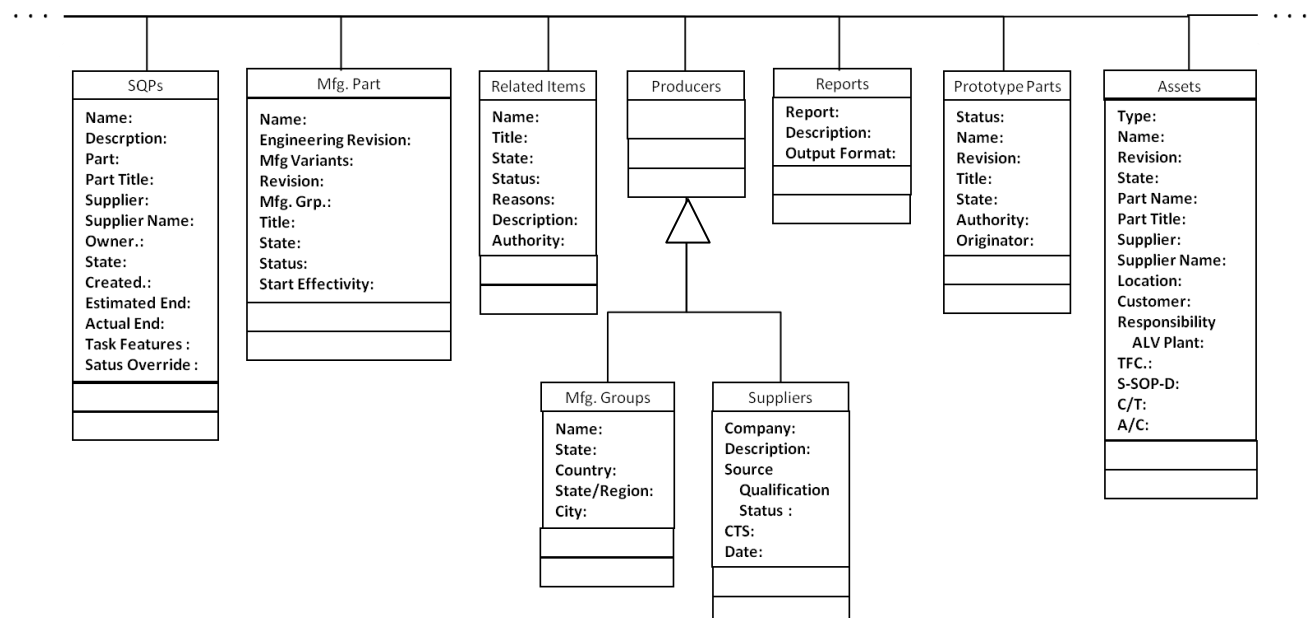 . . .
. . .
SQPs
Name:
Descrption:
Part:
Part Title:
Supplier:
Supplier Name:
Owner.:
State:
Created.:
Estimated End:
Actual End:
Task Features :
Satus Override :
Mfg. Part
Name:
Engineering Revision:
Mfg Variants:
Revision:
Mfg. Grp.:
Title:
State:
Status:
Start Effectivity:
Related Items
Name:
Title:
State:
Status:
Reasons:
Description:
Authority:
Producers
Reports
Report:
Description:
Output Format:
Prototype Parts
Status:
Name:
Revision:
Title:
State:
Authority:
Originator:
Assets
Type:
Name:
Revision:
State:
Part Name:
Part Title:
Supplier:
Supplier Name:
Location:
Customer:
Responsibility
ALV Plant:
TFC.:
S-SOP-D:
C/T:
A/C:
Mfg. Groups
Name:
State:
Country:
State/Region:
City:
Suppliers
Company:
Description:
Source
Qualification
Status :
CTS:
Date: